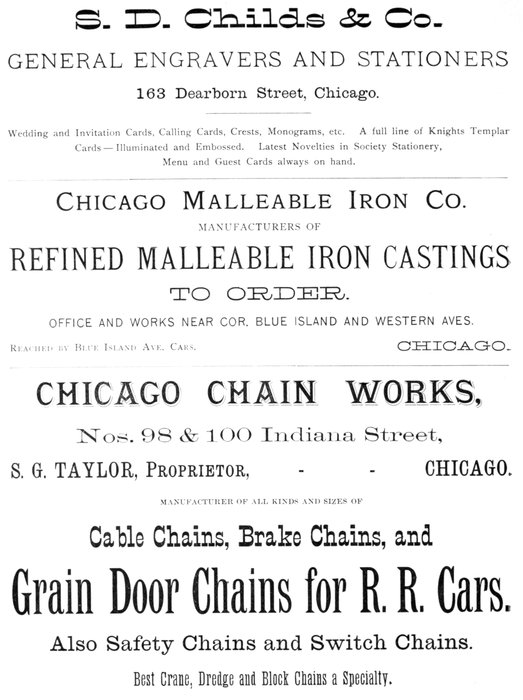 S. D. Childs & Co.
GENERAL ENGRAVERS AND STATIONERS
163 Dearborn Street, Chicago.
Wedding and Invitation Cards, Calling Cards, Crests, Monograms, etc. A full line of Knights Templar
Cards—Illuminated and Embossed. Latest Novelties in Society Stationery,
Menu and Guest Cards always on hand.
CHICAGO MALLEABLE IRON CO.
MANUFACTURERS OF
REFINED MALLEABLE IRON CASTINGS
TO ORDER.
OFFICE AND WORKS NEAR COR. BLUE ISLAND AND WESTERN AVES.
REACHED BY BLUE ISLAND AVE. CARS. CHICAGO.
CHICAGO CHAIN WORKS,
Nos. 98 & 100 Indiana Street,
S. G. TAYLOR, PROPRIETOR, - - CHICAGO.
MANUFACTURER OF ALL KINDS AND SIZES OF
Cable Chains, Brake Chains, and
Grain Door Chains for R. R. Cars.
Also Safety Chains and Switch Chains.
Best Crane, Dredge and Block Chains a Specialty.